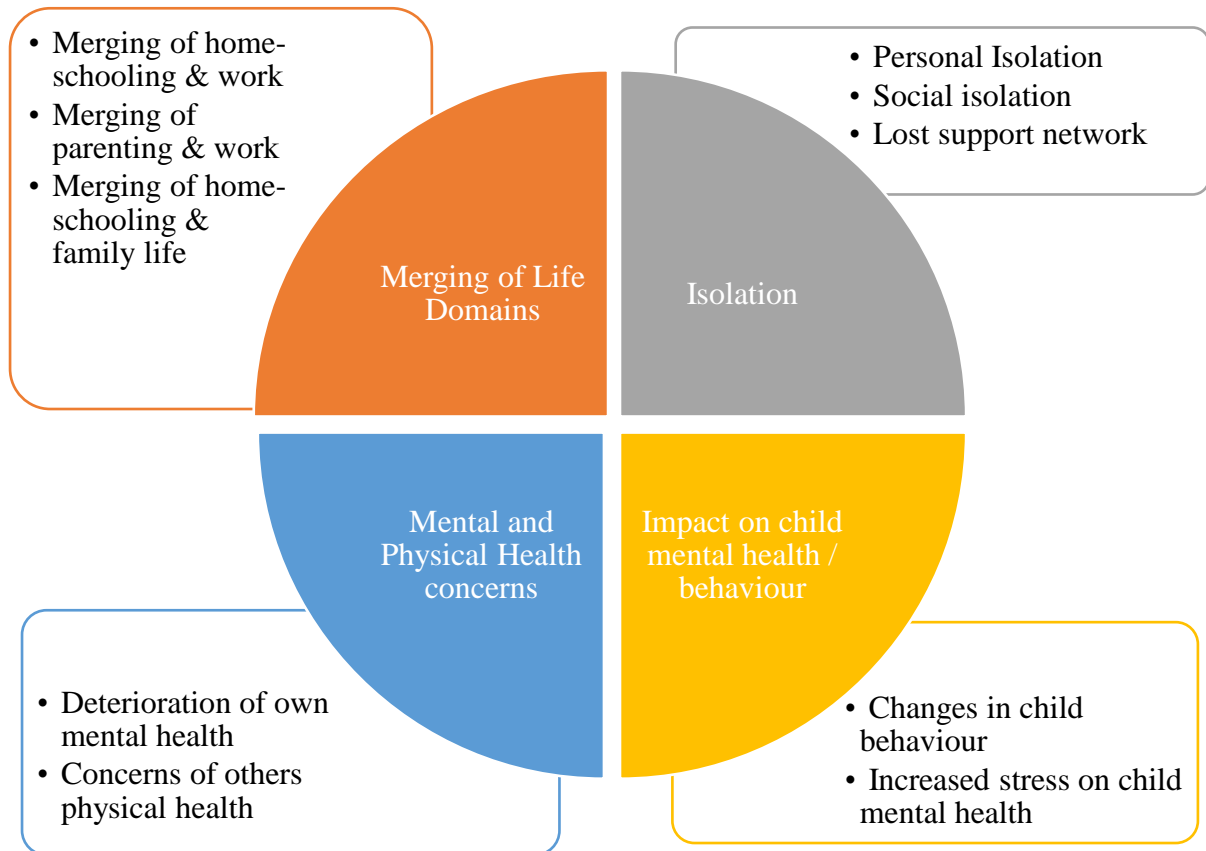 • Merging of home-
schooling & work
• Merging of
parenting & work
• Merging of home-
schooling &
family life
• Personal Isolation
• Social isolation
• Lost support network
Merging of Life
Domains
Isolation
Mental and
Physical Health
concerns
Impact on child
mental health /
behaviour
• Deterioration of own
mental health
• Concerns of others
physical health
• Changes in child
behaviour
• Increased stress on child
mental health